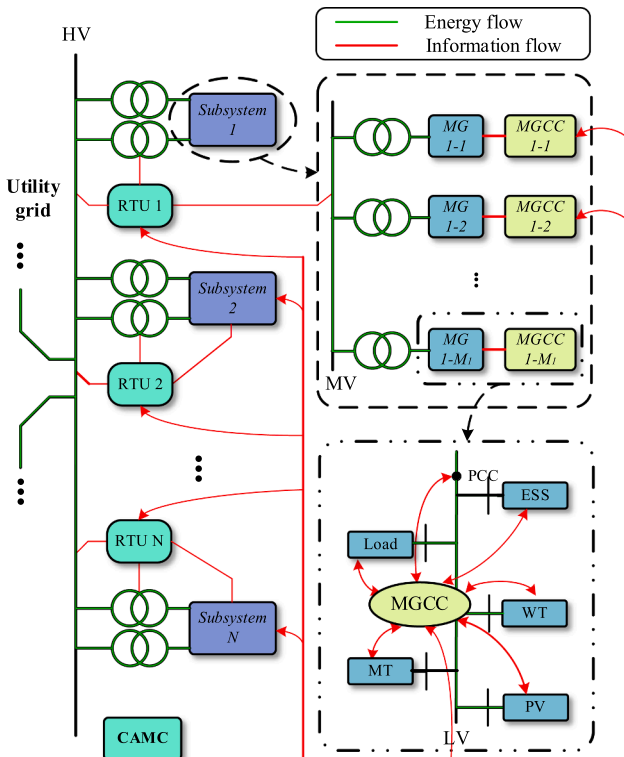 HV
Energy flow
Information flow
Subsystem
1
MG
1-1
MGCC
1-1
Utility
grid
RTU 1
MG
1-2
MGCC
1-2
Subsystem
2
MG
1-M₁
MGCC
1-M₁
RTU 2
MV
PCC
ESS
RTU N
Load
MGCC
WT
Subsystem
N
MT
PV
CAMC
LV